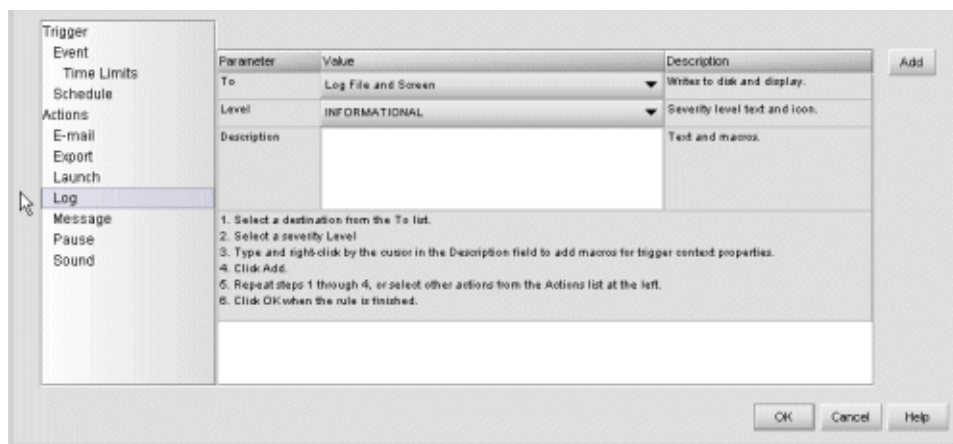 Trigger
Event
Time Limits
Schedule
Actions
E-mail
Export
Launch
Log
Message
Pause
Sound
Parameter Value Description
To Log File and Screen Writes to disk and display.
Level INFORMATIONAL Severity level text and icon.
Description Text and macros.
1. Select a destination from the To list.
2. Select a severity Level
3. Type and right-click by the cursor in the Description field to add macros for trigger context properties.
4. Click Add.
5. Repeat steps 1 through 4, or select other actions from the Actions list at the left.
6. Click OK when the rule is finished.
Add
OK Cancel Help